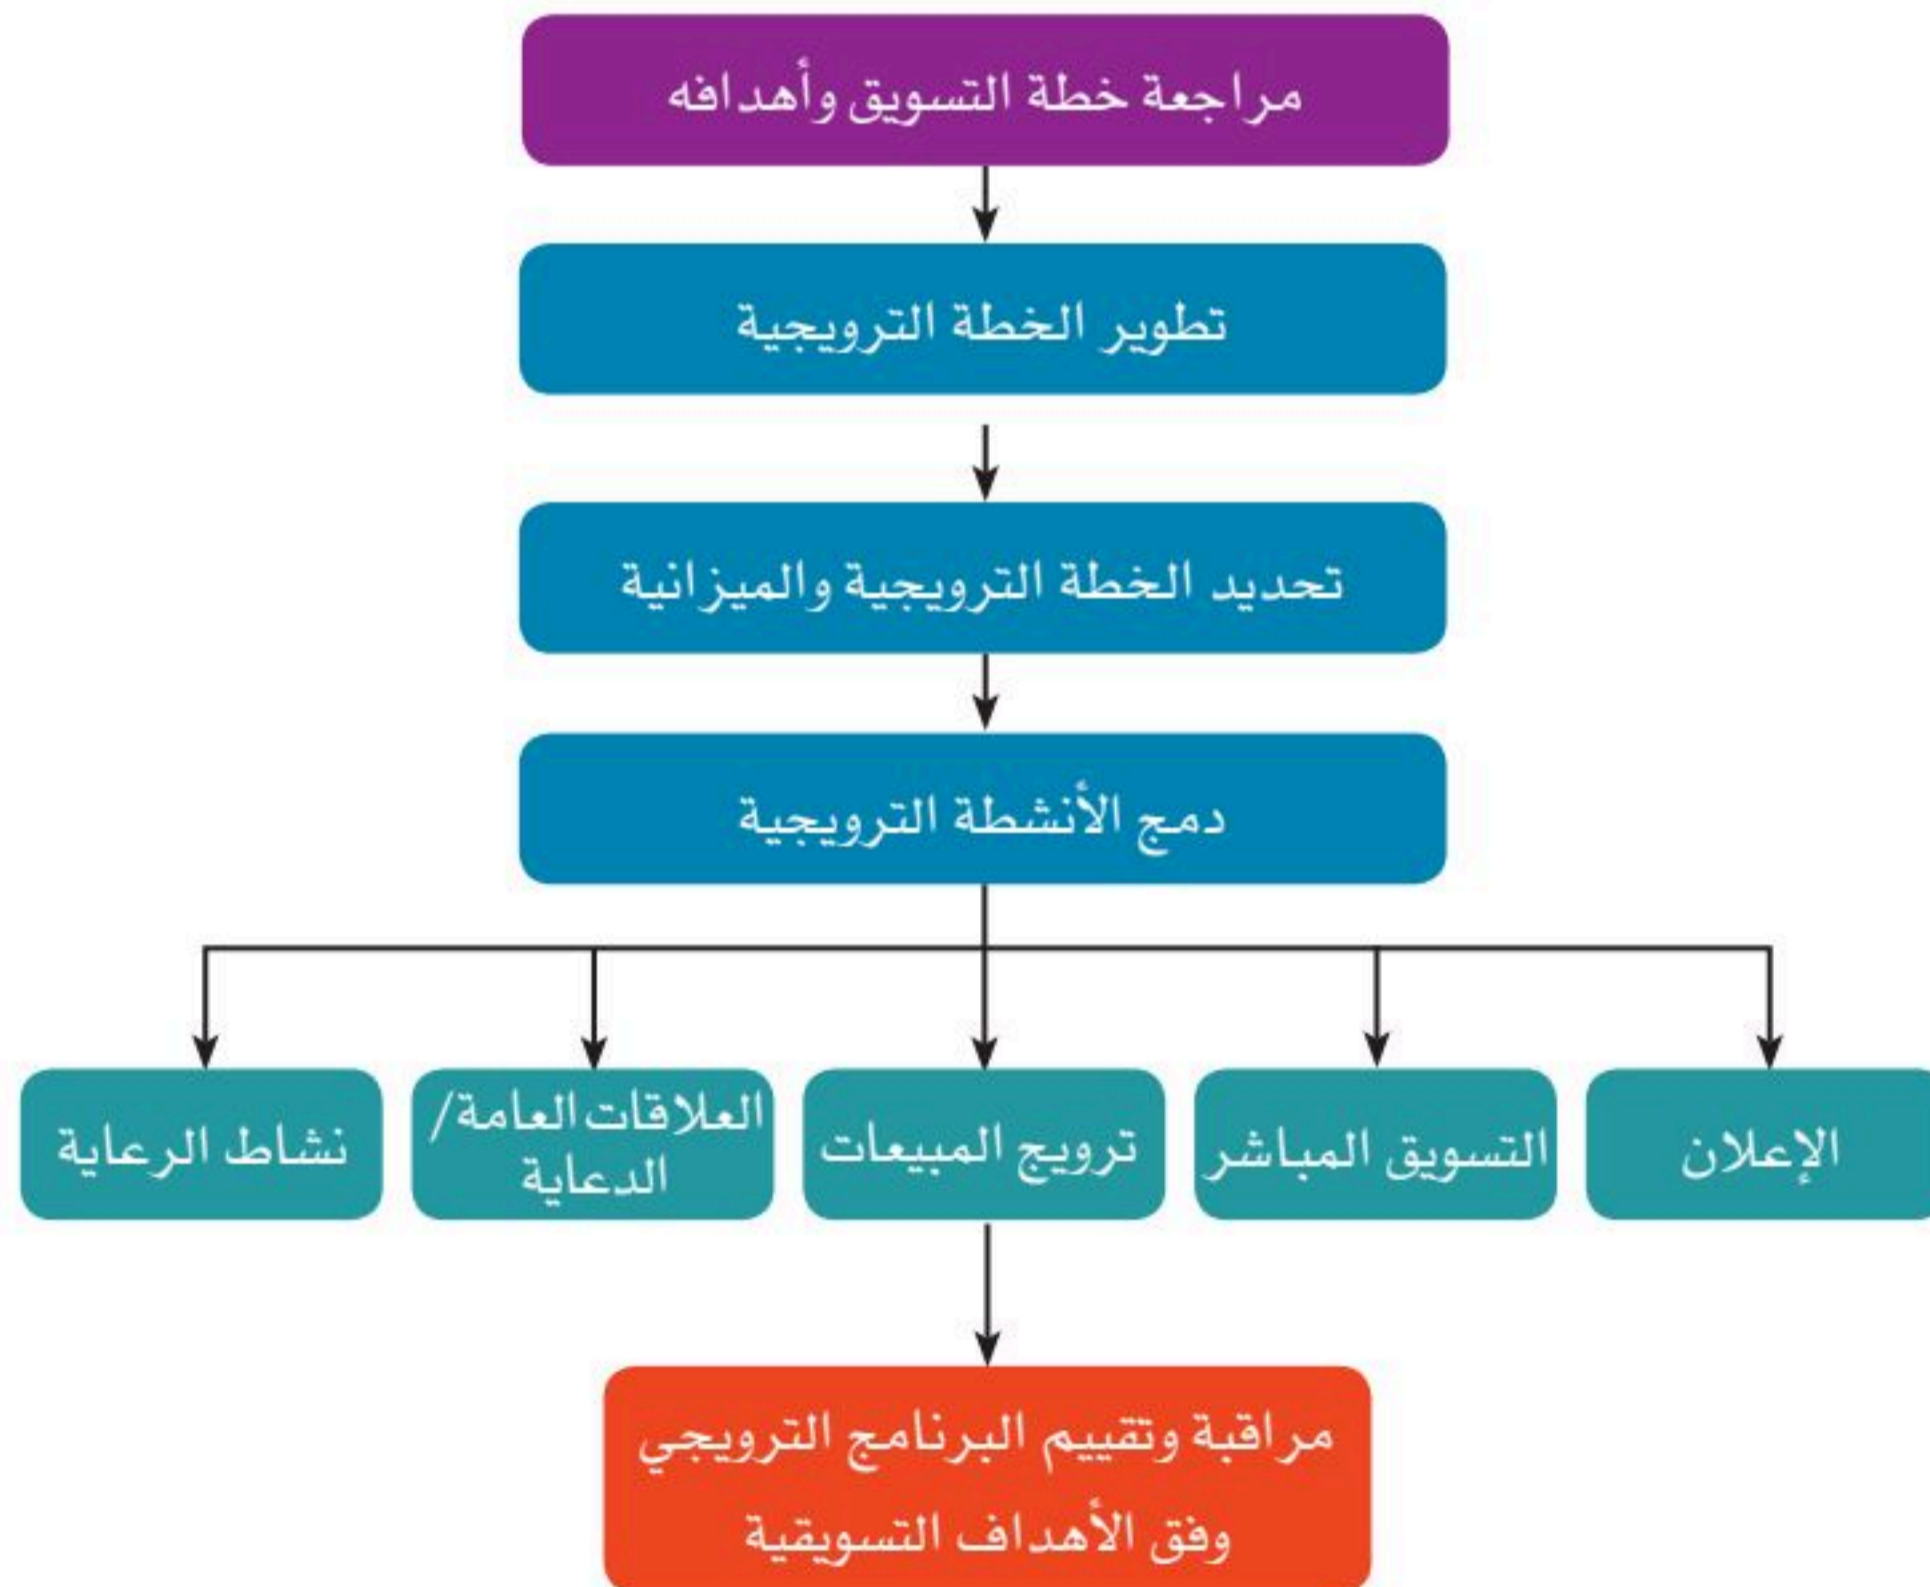 مراجعة خطة التسويق وأهدافه
تطوير الخطة الترويجية
تحديد الخطة الترويجية والميزانية
دمج الأنشطة الترويجية
الإعلان
التسويق المباشر
ترويج المبيعات
العلاقات العامة/
الدعاية
نشاط الرعاية
مراقبة وتقييم البرنامج الترويجي
وفق الأهداف التسويقية